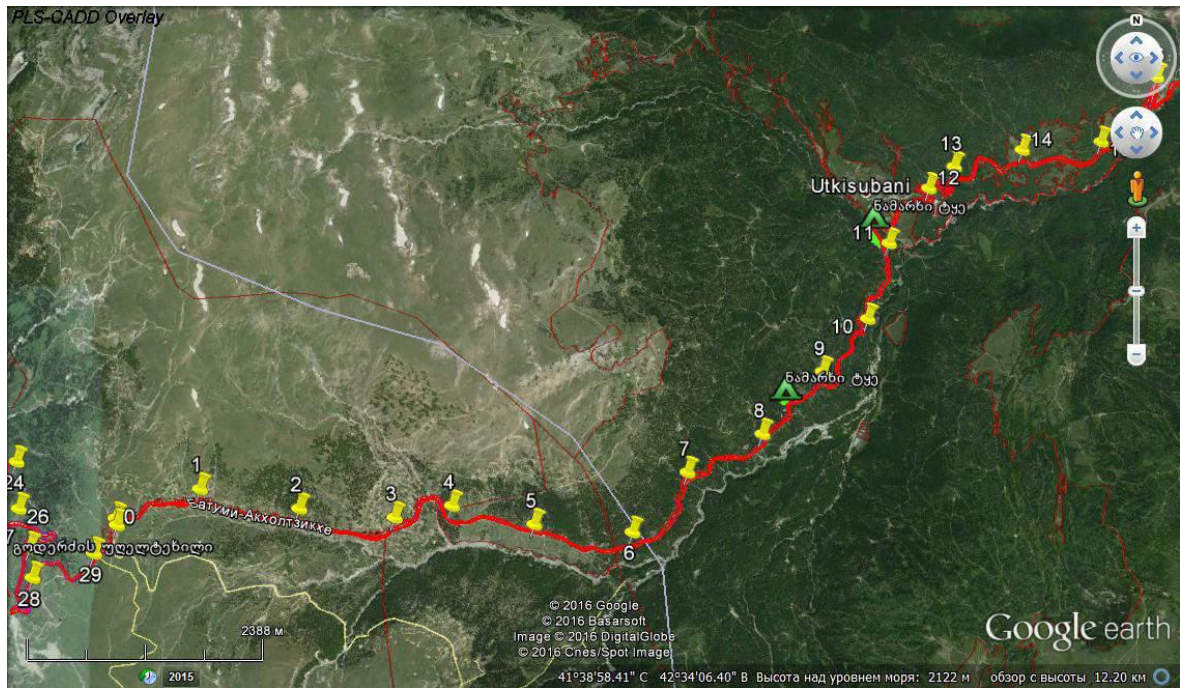 PLS-CADD Overlay
N
13
14
12
Utkisubani
ნამარხი ტყე
11
10
9
ნამარხი ტყე
8
7
1
2
3
4
5
6
24
26
0
Батуми-Акхолтзикхе
გოდერძის უღელტეხილი
29
28
© 2016 Google
© 2016 Basarsoft
Image © 2016 DigitalGlobe
© 2016 Cnes/Spot Image
Google earth
2388 м
2015
41°38'58.41" С 42°34'06.40" В Высота над уровнем моря: 2122 м обзор с высоты 12.20 км